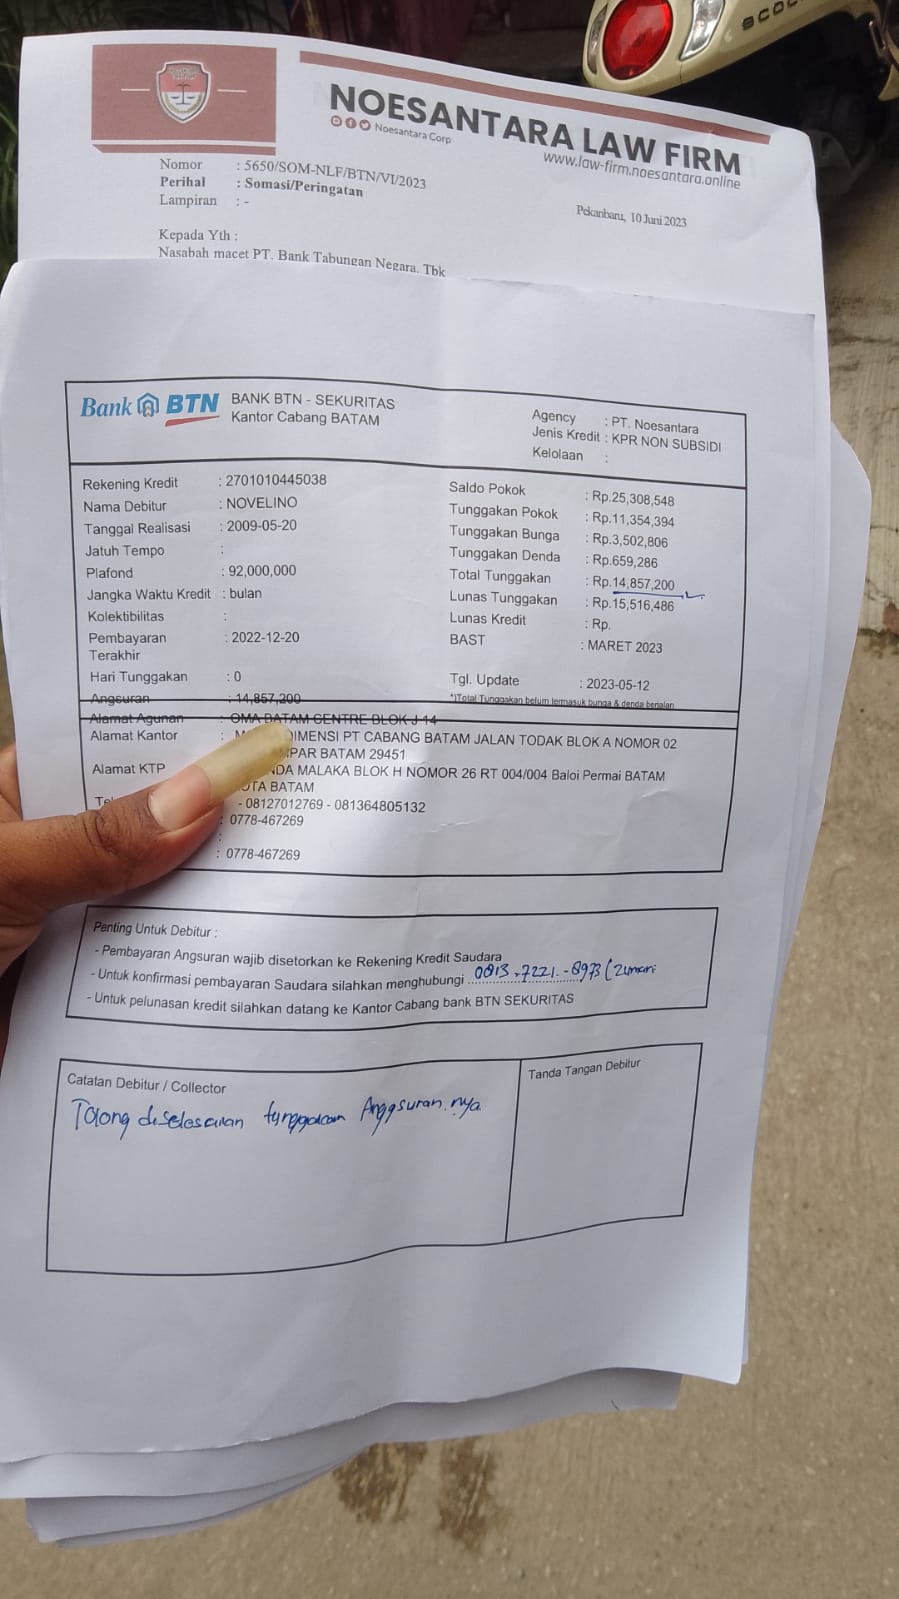 SCOO
NOESANTARA LAW FIRM
Noesantara Corp
www.law-firm.noesantara.online
Nomor : 5650/SOM-NLF/BTN/VI/2023
Perihal : Somasi/Peringatan
Lampiran : -
Pekanbaru, 10 Juni 2023
Kepada Yth :
Nasabah macet PT. Bank Tabungan Negara. Tbk
Bank BTN
BANK BTN - SEKURITAS
Kantor Cabang BATAM
Agency : PT. Noesantara
Jenis Kredit : KPR NON SUBSIDI
Kelolaan :
Rekening Kredit : 2701010445038
Nama Debitur : NOVELINO
Tanggal Realisasi : 2009-05-20
Jatuh Tempo :
Plafond : 92,000,000
Jangka Waktu Kredit : bulan
Kolektibilitas :
Pembayaran Terakhir : 2022-12-20
Hari Tunggakan : 0
Angsuran : 14,857,200
Saldo Pokok : Rp.25,308,548
Tunggakan Pokok : Rp.11,354,394
Tunggakan Bunga : Rp.3,502,806
Tunggakan Denda : Rp.659,286
Total Tunggakan : Rp.14,857,200
Lunas Tunggakan : Rp.15,516,486
Lunas Kredit : Rp.
BAST : MARET 2023
Tgl. Update : 2023-05-12
*)Total Tunggakan belum termasuk bunga & denda berjalan
Alamat Agunan : OMA BATAM CENTRE BLOK J 14
Alamat Kantor : DIMENSI PT CABANG BATAM JALAN TODAK BLOK A NOMOR 02
PAR BATAM 29451
Alamat KTP NDA MALAKA BLOK H NOMOR 26 RT 004/004 Baloi Permai BATAM
OTA BATAM
- 08127012769 - 081364805132
: 0778-467269
:
: 0778-467269
Penting Untuk Debitur :
- Pembayaran Angsuran wajib disetorkan ke Rekening Kredit Saudara
- Untuk konfirmasi pembayaran Saudara silahkan menghubungi 0813-7221-8973
- Untuk pelunasan kredit silahkan datang ke Kantor Cabang bank BTN SEKURITAS
Catatan Debitur / Collector
Tanda Tangan Debitur
Tolong diselesaikan tunggakan Anggsuran.nya